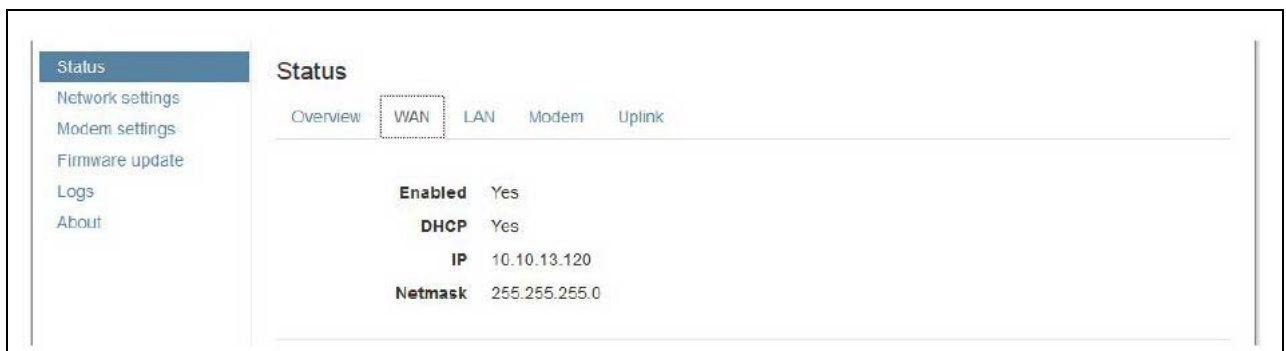 Status
Network settings
Modem settings
Firmware update
Logs
About
Status
Overview WAN LAN Modem Uplink
Enabled Yes
DHCP Yes
IP 10.10.13.120
Netmask 255.255.255.0